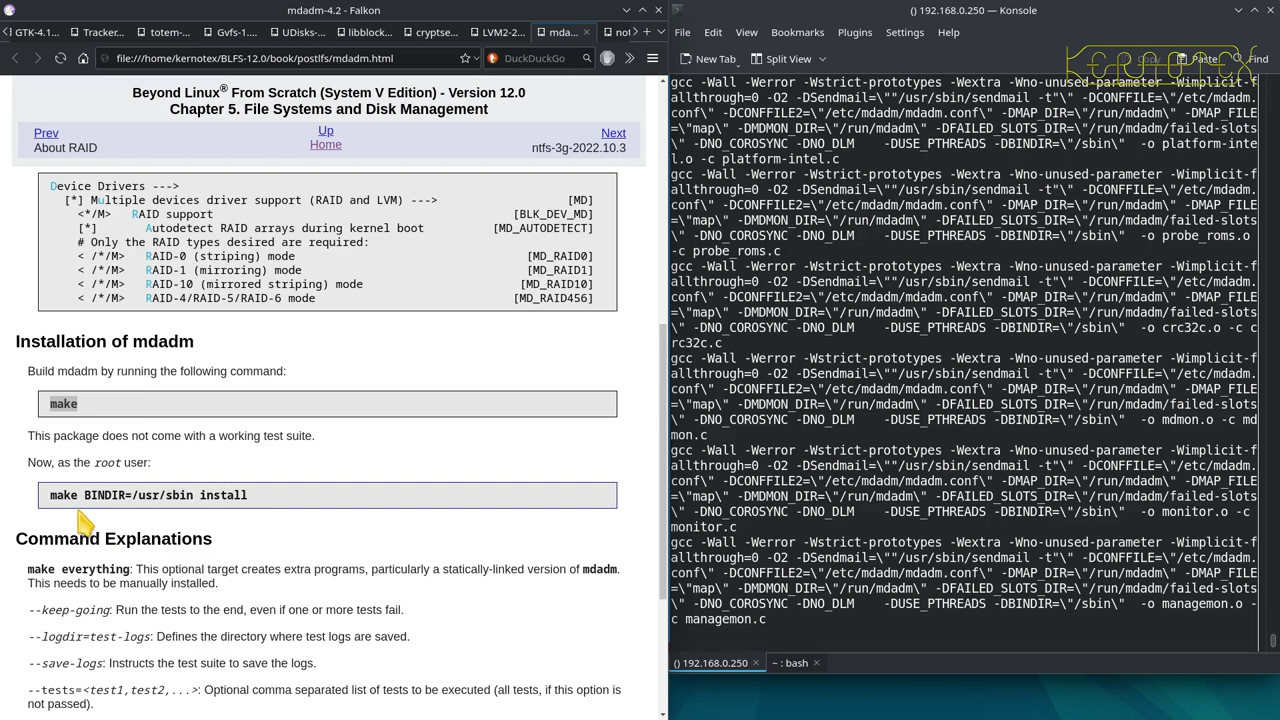 mdadm-4.2 - Falkon
GTK-4.1...
Tracker...
totem-...
Gvfs-1....
UDisks-...
libblock...
cryptse...
LVM2-2...
mda...
nt
file:///home/kernotex/BLFS-12.0/book/postlfs/mdadm.html
DuckDuckGo
Beyond Linux® From Scratch (System V Edition) - Version 12.0
Chapter 5. File Systems and Disk Management
Prev
Up
Next
About RAID
Home
ntfs-3g-2022.10.3
Device Drivers --->
[*] Multiple devices driver support (RAID and LVM) ---> [MD]
<*/M> RAID support [BLK_DEV_MD]
[*] Autodetect RAID arrays during kernel boot [MD_AUTODETECT]
# Only the RAID types desired are required:
< /*/M> RAID-0 (striping) mode [MD_RAID0]
< /*/M> RAID-1 (mirroring) mode [MD_RAID1]
< /*/M> RAID-10 (mirrored striping) mode [MD_RAID10]
< /*/M> RAID-4/RAID-5/RAID-6 mode [MD_RAID456]
Installation of mdadm
Build mdadm by running the following command:
make
This package does not come with a working test suite.
Now, as the root user:
make BINDIR=/usr/sbin install
Command Explanations
make everything: This optional target creates extra programs, particularly a statically-linked version of mdadm.
This needs to be manually installed.
--keep-going: Run the tests to the end, even if one or more tests fail.
--logdir=test-logs: Defines the directory where test logs are saved.
--save-logs: Instructs the test suite to save the logs.
--tests=<test1,test2,...>: Optional comma separated list of tests to be executed (all tests, if this option is
not passed).
() 192.168.0.250 — Konsole
File Edit View Bookmarks Plugins Settings Help
New Tab
Split View
Copy
Paste
Find
KERNOTEX
gcc -Wall -Werror -Wstrict-prototypes -Wextra -Wno-unused-parameter -Wimplicit-f
allthrough=0 -O2 -DSendmail=\""/usr/sbin/sendmail -t"\" -DCONFFILE=\"/etc/mdadm.
conf\" -DCONFFILE2=\"/etc/mdadm/mdadm.conf\" -DMAP_DIR=\"/run/mdadm\" -DMAP_FILE
=\"map\" -DMDMON_DIR=\"/run/mdadm\" -DFAILED_SLOTS_DIR=\"/run/mdadm/failed-slots
\" -DNO_COROSYNC -DNO_DLM    -DUSE_PTHREADS -DBINDIR=\"/sbin\"  -o platform-inte
l.o -c platform-intel.c
gcc -Wall -Werror -Wstrict-prototypes -Wextra -Wno-unused-parameter -Wimplicit-f
allthrough=0 -O2 -DSendmail=\""/usr/sbin/sendmail -t"\" -DCONFFILE=\"/etc/mdadm.
conf\" -DCONFFILE2=\"/etc/mdadm/mdadm.conf\" -DMAP_DIR=\"/run/mdadm\" -DMAP_FILE
=\"map\" -DMDMON_DIR=\"/run/mdadm\" -DFAILED_SLOTS_DIR=\"/run/mdadm/failed-slots
\" -DNO_COROSYNC -DNO_DLM    -DUSE_PTHREADS -DBINDIR=\"/sbin\"  -o probe_roms.o
-c probe_roms.c
gcc -Wall -Werror -Wstrict-prototypes -Wextra -Wno-unused-parameter -Wimplicit-f
allthrough=0 -O2 -DSendmail=\""/usr/sbin/sendmail -t"\" -DCONFFILE=\"/etc/mdadm.
conf\" -DCONFFILE2=\"/etc/mdadm/mdadm.conf\" -DMAP_DIR=\"/run/mdadm\" -DMAP_FILE
=\"map\" -DMDMON_DIR=\"/run/mdadm\" -DFAILED_SLOTS_DIR=\"/run/mdadm/failed-slots
\" -DNO_COROSYNC -DNO_DLM    -DUSE_PTHREADS -DBINDIR=\"/sbin\"  -o crc32c.o -c c
rc32c.c
gcc -Wall -Werror -Wstrict-prototypes -Wextra -Wno-unused-parameter -Wimplicit-f
allthrough=0 -O2 -DSendmail=\""/usr/sbin/sendmail -t"\" -DCONFFILE=\"/etc/mdadm.
conf\" -DCONFFILE2=\"/etc/mdadm/mdadm.conf\" -DMAP_DIR=\"/run/mdadm\" -DMAP_FILE
=\"map\" -DMDMON_DIR=\"/run/mdadm\" -DFAILED_SLOTS_DIR=\"/run/mdadm/failed-slots
\" -DNO_COROSYNC -DNO_DLM    -DUSE_PTHREADS -DBINDIR=\"/sbin\"  -o mdmon.o -c md
mon.c
gcc -Wall -Werror -Wstrict-prototypes -Wextra -Wno-unused-parameter -Wimplicit-f
allthrough=0 -O2 -DSendmail=\""/usr/sbin/sendmail -t"\" -DCONFFILE=\"/etc/mdadm.
conf\" -DCONFFILE2=\"/etc/mdadm/mdadm.conf\" -DMAP_DIR=\"/run/mdadm\" -DMAP_FILE
=\"map\" -DMDMON_DIR=\"/run/mdadm\" -DFAILED_SLOTS_DIR=\"/run/mdadm/failed-slots
\" -DNO_COROSYNC -DNO_DLM    -DUSE_PTHREADS -DBINDIR=\"/sbin\"  -o monitor.o -c
monitor.c
gcc -Wall -Werror -Wstrict-prototypes -Wextra -Wno-unused-parameter -Wimplicit-f
allthrough=0 -O2 -DSendmail=\""/usr/sbin/sendmail -t"\" -DCONFFILE=\"/etc/mdadm.
conf\" -DCONFFILE2=\"/etc/mdadm/mdadm.conf\" -DMAP_DIR=\"/run/mdadm\" -DMAP_FILE
=\"map\" -DMDMON_DIR=\"/run/mdadm\" -DFAILED_SLOTS_DIR=\"/run/mdadm/failed-slots
\" -DNO_COROSYNC -DNO_DLM    -DUSE_PTHREADS -DBINDIR=\"/sbin\"  -o managemon.o -
c managemon.c
() 192.168.0.250
~ : bash